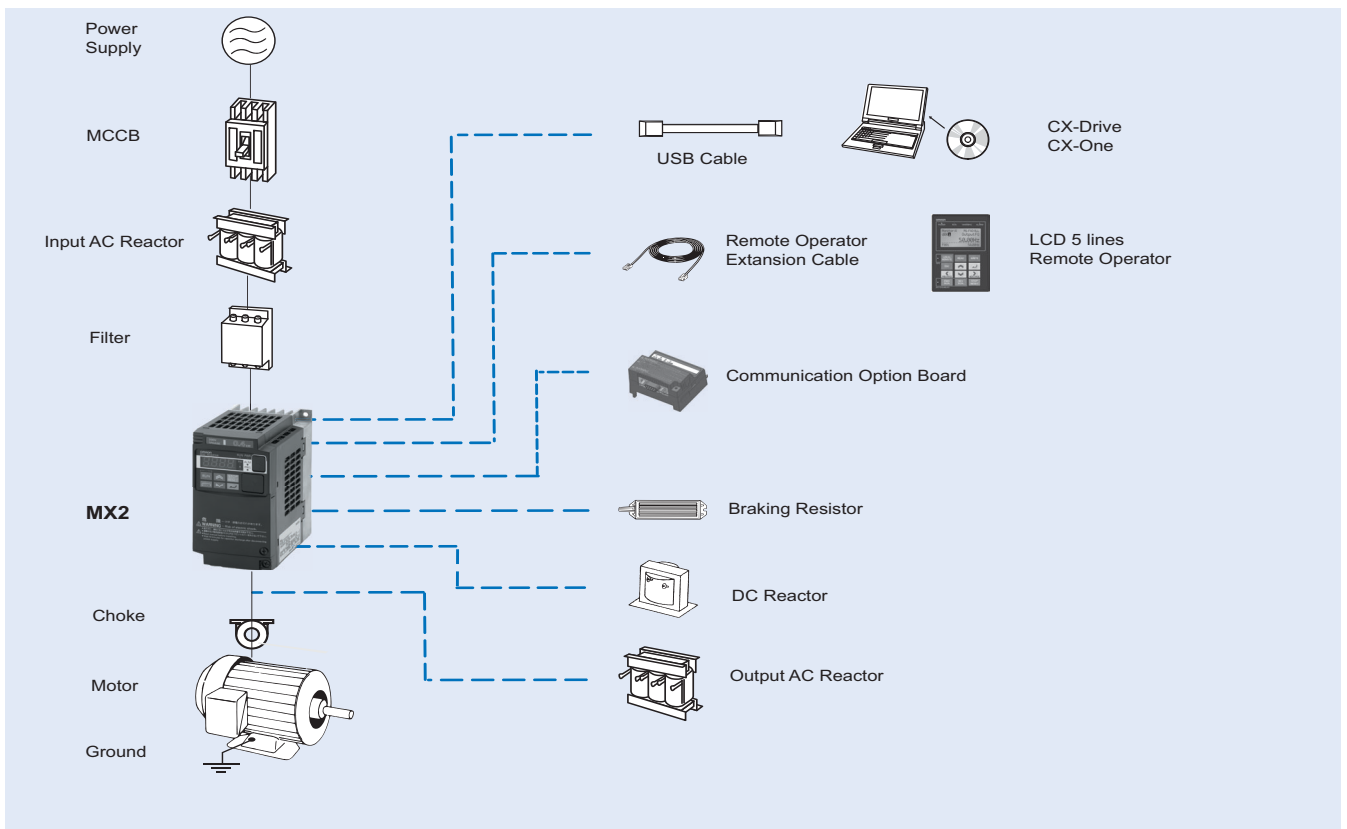 Power
Supply
MCCB
USB Cable
CX-Drive
CX-One
Input AC Reactor
Remote Operator
Extansion Cable
LCD 5 lines
Remote Operator
Filter
Communication Option Board
MX2
Braking Resistor
DC Reactor
Choke
Output AC Reactor
Motor
Ground